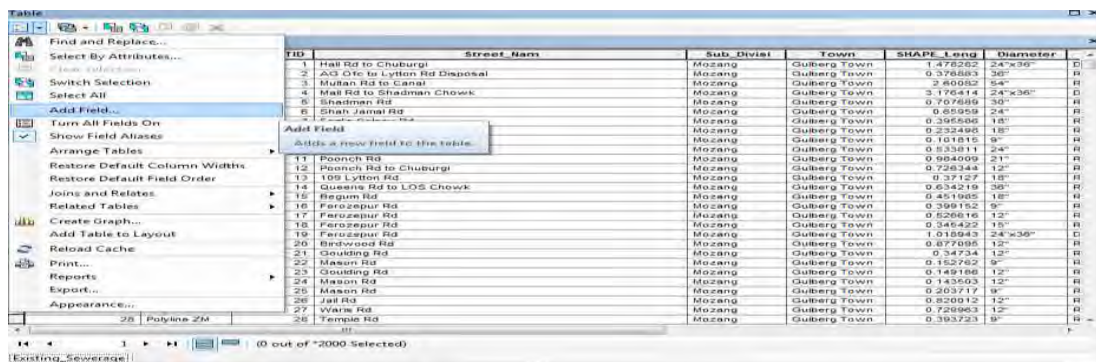 Table
Find and Replace...
Select By Attributes...
Clear Selection
Switch Selection
Select All
Add Field...
Turn All Fields On
Show Field Aliases
Arrange Tables
Restore Default Column Widths
Restore Default Field Order
Joins and Relates
Related Tables
Create Graph...
Add Table to Layout
Reload Cache
Print...
Reports
Export...
Appearance...
Add Field
Adds a new field to the table.
TID Street_Nam Sub_Divisi Town SHAPE_Leng Diameter
1 Hall Rd to Chuburgi Mozang Gulberg Town 1.478262 24"x36" D
2 AG Ofc to Lytton Rd Disposal Mozang Gulberg Town 0.376883 36" R
3 Multan Rd to Canal Mozang Gulberg Town 2.60082 54" R
4 Mall Rd to Shadman Chowk Mozang Gulberg Town 3.176414 24"x36" D
5 Shadman Rd Mozang Gulberg Town 0.707689 30" R
6 Shah Jamal Rd Mozang Gulberg Town 0.65959 24" R
Mozang Gulberg Town 0.395586 18" R
Mozang Gulberg Town 0.232498 18" R
Mozang Gulberg Town 0.101815 9" R
Mozang Gulberg Town 0.533811 24" R
11 Poonch Rd Mozang Gulberg Town 0.984009 21" R
12 Poonch Rd to Chuburgi Mozang Gulberg Town 0.726344 12" R
13 109 Lytton Rd Mozang Gulberg Town 0.37127 18" R
14 Queens Rd to LOS Chowk Mozang Gulberg Town 0.634219 36" R
15 Begum Rd Mozang Gulberg Town 0.451985 18" R
16 Ferozepur Rd Mozang Gulberg Town 0.399152 9" R
17 Ferozepur Rd Mozang Gulberg Town 0.526616 12" R
18 Ferozepur Rd Mozang Gulberg Town 0.345422 15" R
19 Ferozepur Rd Mozang Gulberg Town 1.018943 24"x36" D
20 Birdwood Rd Mozang Gulberg Town 0.877095 12" R
21 Goulding Rd Mozang Gulberg Town 0.34734 12" R
22 Mason Rd Mozang Gulberg Town 0.152762 9" R
23 Goulding Rd Mozang Gulberg Town 0.149166 12" R
24 Mason Rd Mozang Gulberg Town 0.143503 12" R
25 Mason Rd Mozang Gulberg Town 0.203717 9" R
26 Jail Rd Mozang Gulberg Town 0.820012 12" R
27 Waris Rd Mozang Gulberg Town 0.729963 12" R
28 Polyline ZM 28 Temple Rd Mozang Gulberg Town 0.393723 9" R
1 (0 out of *2000 Selected)
Existing_Sewerage